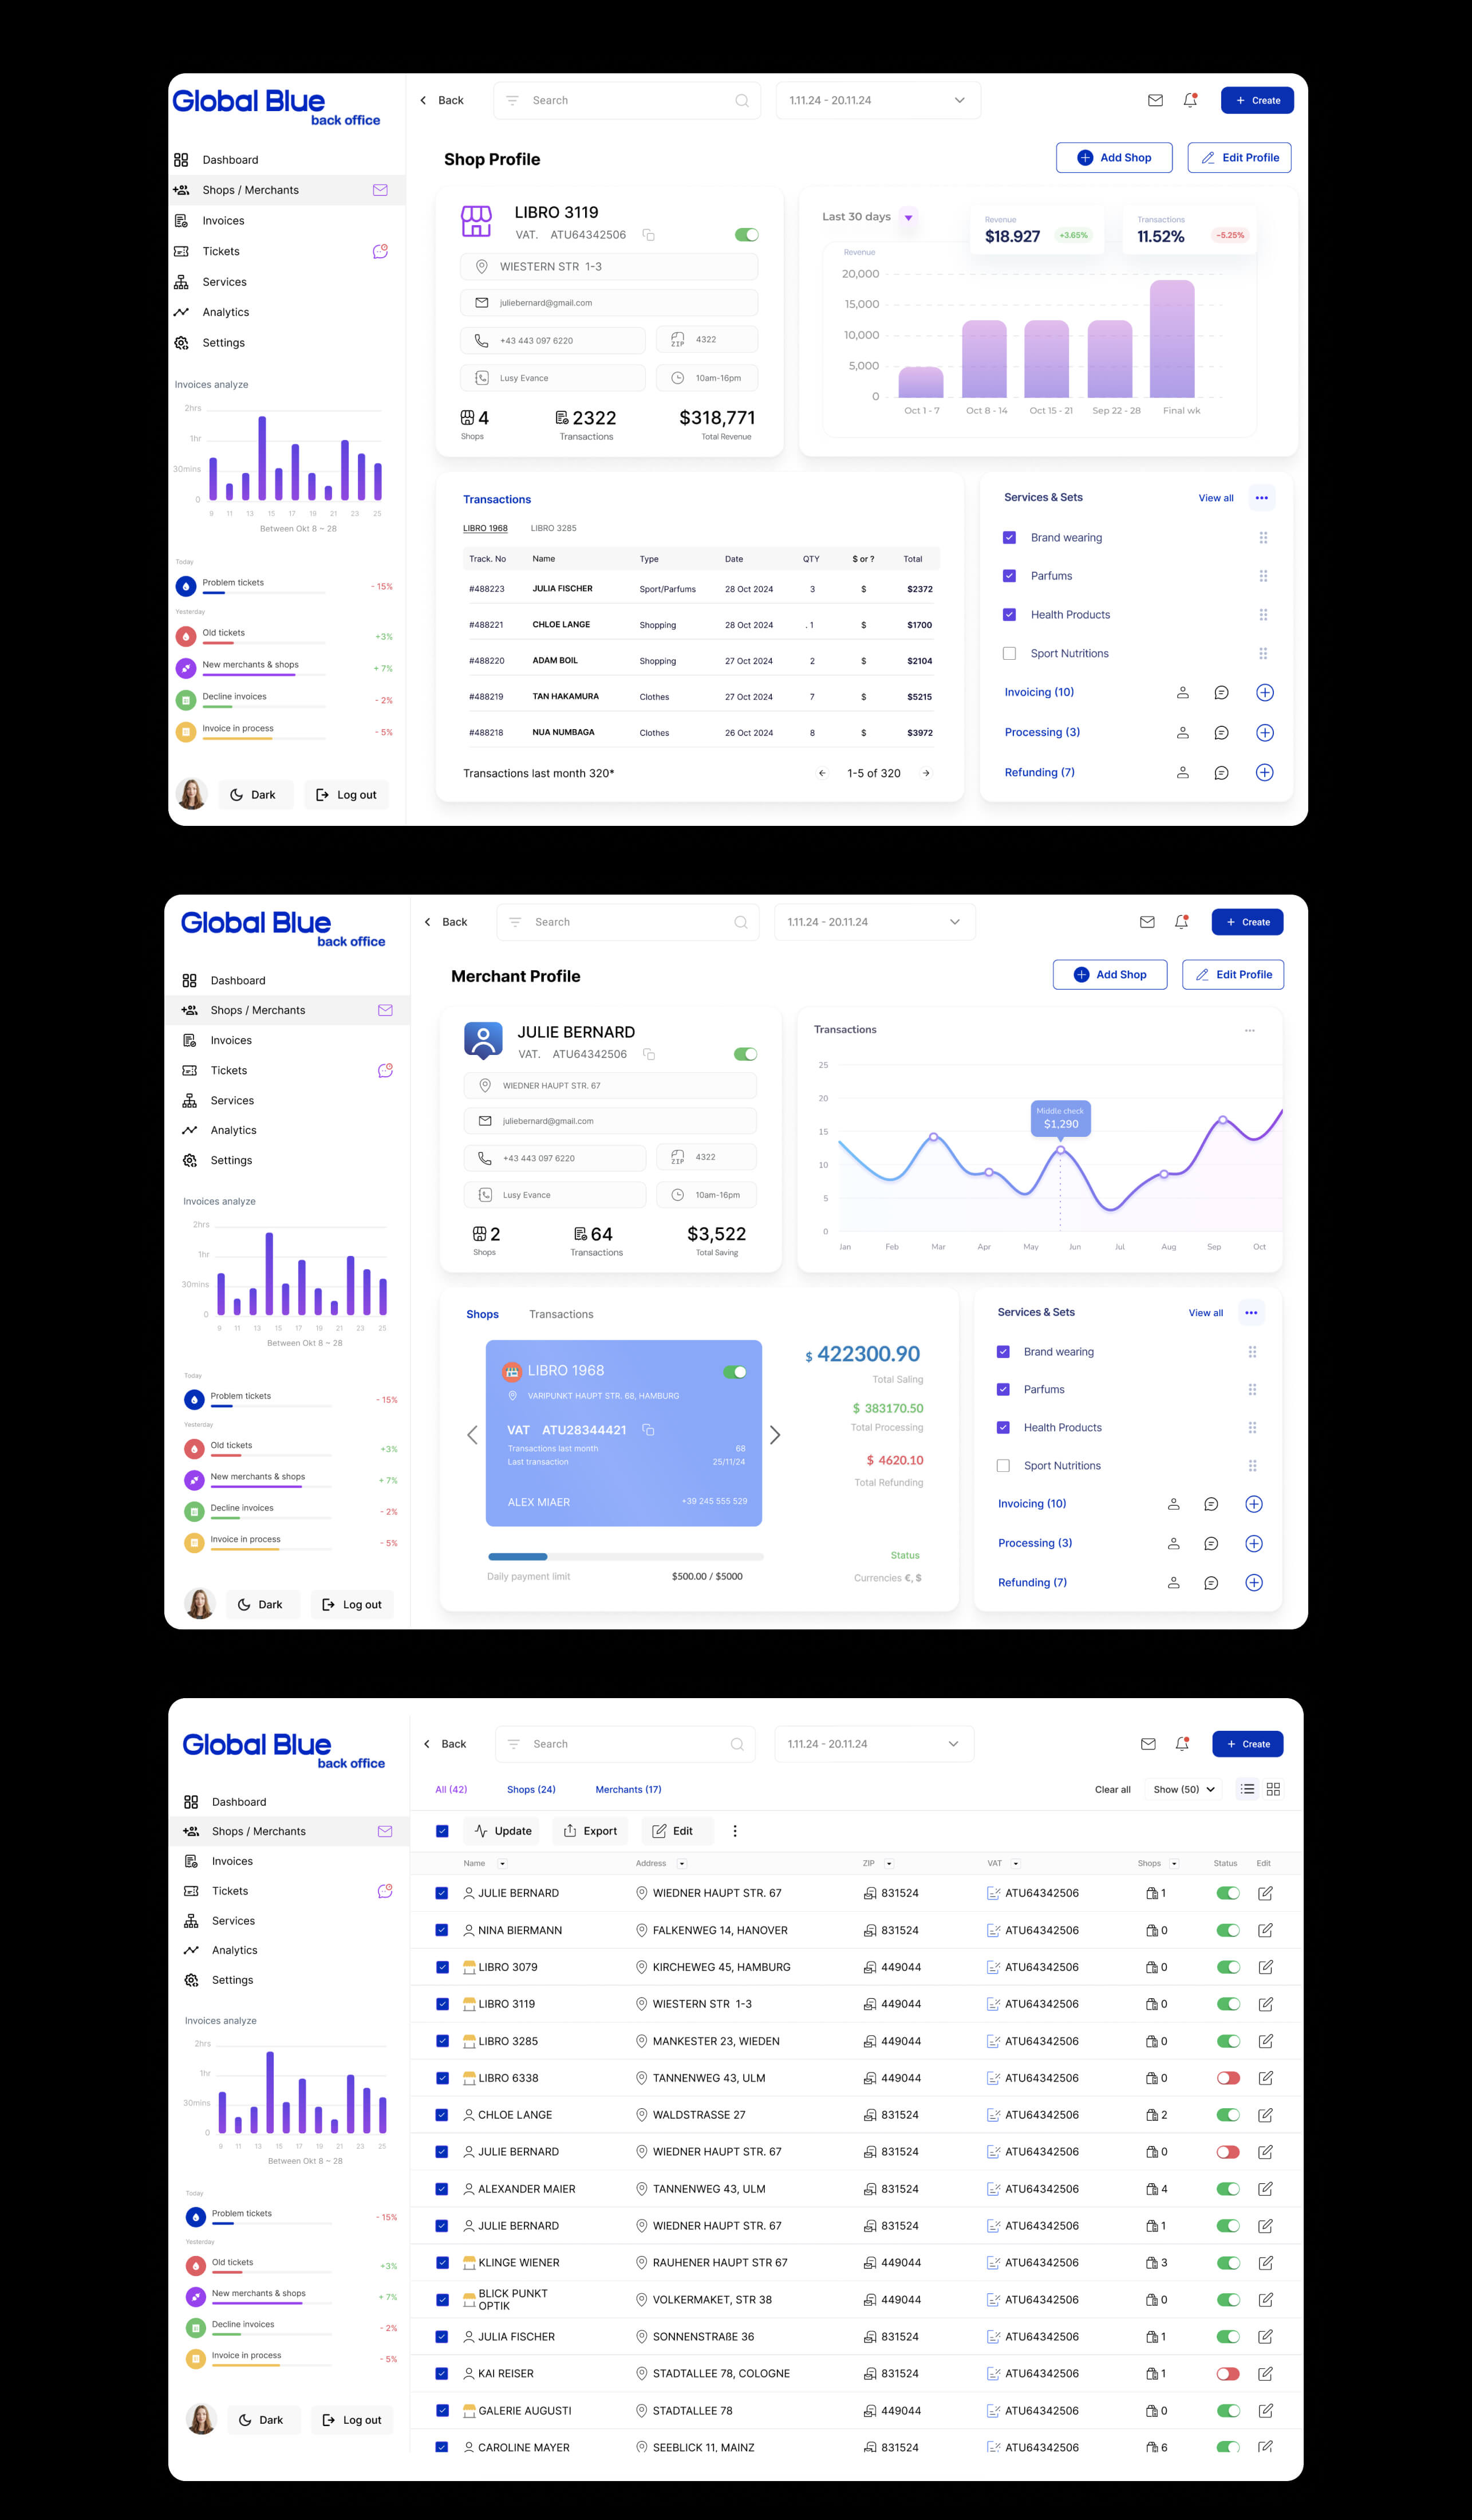 Global Blue
back office
Back
Search
1.11.24 - 20.11.24
+ Create
Dashboard
Shops / Merchants
Invoices
Tickets
Services
Analytics
Settings
Invoices analyze
2hrs
1hr
30mins
0
9 11 13 15 17 19 21 23 25
Between Okt 8 ~ 28
Today
Problem tickets - 15%
Yesterday
Old tickets +3%
New merchants & shops + 7%
Decline invoices - 2%
Invoice in process - 5%
Dark
Log out
Shop Profile
Add Shop
Edit Profile
LIBRO 3119
VAT. ATU64342506
WIESTERN STR 1-3
juliebernard@gmail.com
+43 443 097 6220
ZIP 4322
Lusy Evance
10am-16pm
4 2322 $318,771
Shops Transactions Total Revenue
Last 30 days
Revenue
$18.927 +3.65%
Transactions
11.52% -5.25%
Revenue
20,000
15,000
10,000
5,000
0
Oct 1 - 7 Oct 8 - 14 Oct 15 - 21 Sep 22 - 28 Final wk
Transactions
LIBRO 1968 LIBRO 3285
Track. No Name Type Date QTY $ or ? Total
#488223 JULIA FISCHER Sport/Parfums 28 Oct 2024 3 $ $2372
#488221 CHLOE LANGE Shopping 28 Oct 2024 . 1 $ $1700
#488220 ADAM BOIL Shopping 27 Oct 2024 2 $ $2104
#488219 TAN HAKAMURA Clothes 27 Oct 2024 7 $ $5215
#488218 NUA NUMBAGA Clothes 26 Oct 2024 8 $ $3972
Transactions last month 320*
1-5 of 320
Services & Sets View all
Brand wearing
Parfums
Health Products
Sport Nutritions
Invoicing (10)
Processing (3)
Refunding (7)
Global Blue
back office
Back
Search
1.11.24 - 20.11.24
+ Create
Dashboard
Shops / Merchants
Invoices
Tickets
Services
Analytics
Settings
Invoices analyze
2hrs
1hr
30mins
0
9 11 13 15 17 19 21 23 25
Between Okt 8 ~ 28
Today
Problem tickets - 15%
Yesterday
Old tickets +3%
New merchants & shops + 7%
Decline invoices - 2%
Invoice in process - 5%
Dark
Log out
Merchant Profile
Add Shop
Edit Profile
JULIE BERNARD
VAT. ATU64342506
WIEDNER HAUPT STR. 67
juliebernard@gmail.com
+43 443 097 6220
ZIP 4322
Lusy Evance
10am-16pm
2 64 $3,522
Shops Transactions Total Saving
Transactions
25
20
15
10
5
0
Middle check
$1,290
Jan Feb Mar Apr May Jun Jul Aug Sep Oct
Shops Transactions
LIBRO 1968
VARIPUNKT HAUPT STR. 68, HAMBURG
VAT ATU28344421
Transactions last month 68
Last transaction 25/11/24
ALEX MIAER +39 245 555 529
Daily payment limit $500.00 / $5000
$ 422300.90
Total Saling
$ 383170.50
Total Processing
$ 4620.10
Total Refunding
Status
Currencies €, $
Services & Sets View all
Brand wearing
Parfums
Health Products
Sport Nutritions
Invoicing (10)
Processing (3)
Refunding (7)
Global Blue
back office
Back
Search
1.11.24 - 20.11.24
+ Create
Dashboard
Shops / Merchants
Invoices
Tickets
Services
Analytics
Settings
Invoices analyze
2hrs
1hr
30mins
0
9 11 13 15 17 19 21 23 25
Between Okt 8 ~ 28
Today
Problem tickets - 15%
Yesterday
Old tickets +3%
New merchants & shops + 7%
Decline invoices - 2%
Invoice in process - 5%
Dark
Log out
All (42) Shops (24) Merchants (17)
Clear all Show (50)
Update Export Edit
Name Address ZIP VAT Shops Status Edit
JULIE BERNARD WIEDNER HAUPT STR. 67 831524 ATU64342506 1
NINA BIERMANN FALKENWEG 14, HANOVER 831524 ATU64342506 0
LIBRO 3079 KIRCHEWEG 45, HAMBURG 449044 ATU64342506 0
LIBRO 3119 WIESTERN STR 1-3 449044 ATU64342506 0
LIBRO 3285 MANKESTER 23, WIEDEN 449044 ATU64342506 0
LIBRO 6338 TANNENWEG 43, ULM 449044 ATU64342506 0
CHLOE LANGE WALDSTRASSE 27 831524 ATU64342506 2
JULIE BERNARD WIEDNER HAUPT STR. 67 831524 ATU64342506 0
ALEXANDER MAIER TANNENWEG 43, ULM 831524 ATU64342506 4
JULIE BERNARD WIEDNER HAUPT STR. 67 831524 ATU64342506 1
KLINGE WIENER RAUHENER HAUPT STR 67 449044 ATU64342506 3
BLICK PUNKT
OPTIK VOLKERMAKET, STR 38 449044 ATU64342506 0
JULIA FISCHER SONNENSTRAßE 36 831524 ATU64342506 1
KAI REISER STADTALLEE 78, COLOGNE 831524 ATU64342506 1
GALERIE AUGUSTI STADTALLEE 78 449044 ATU64342506 0
CAROLINE MAYER SEEBLICK 11, MAINZ 831524 ATU64342506 6